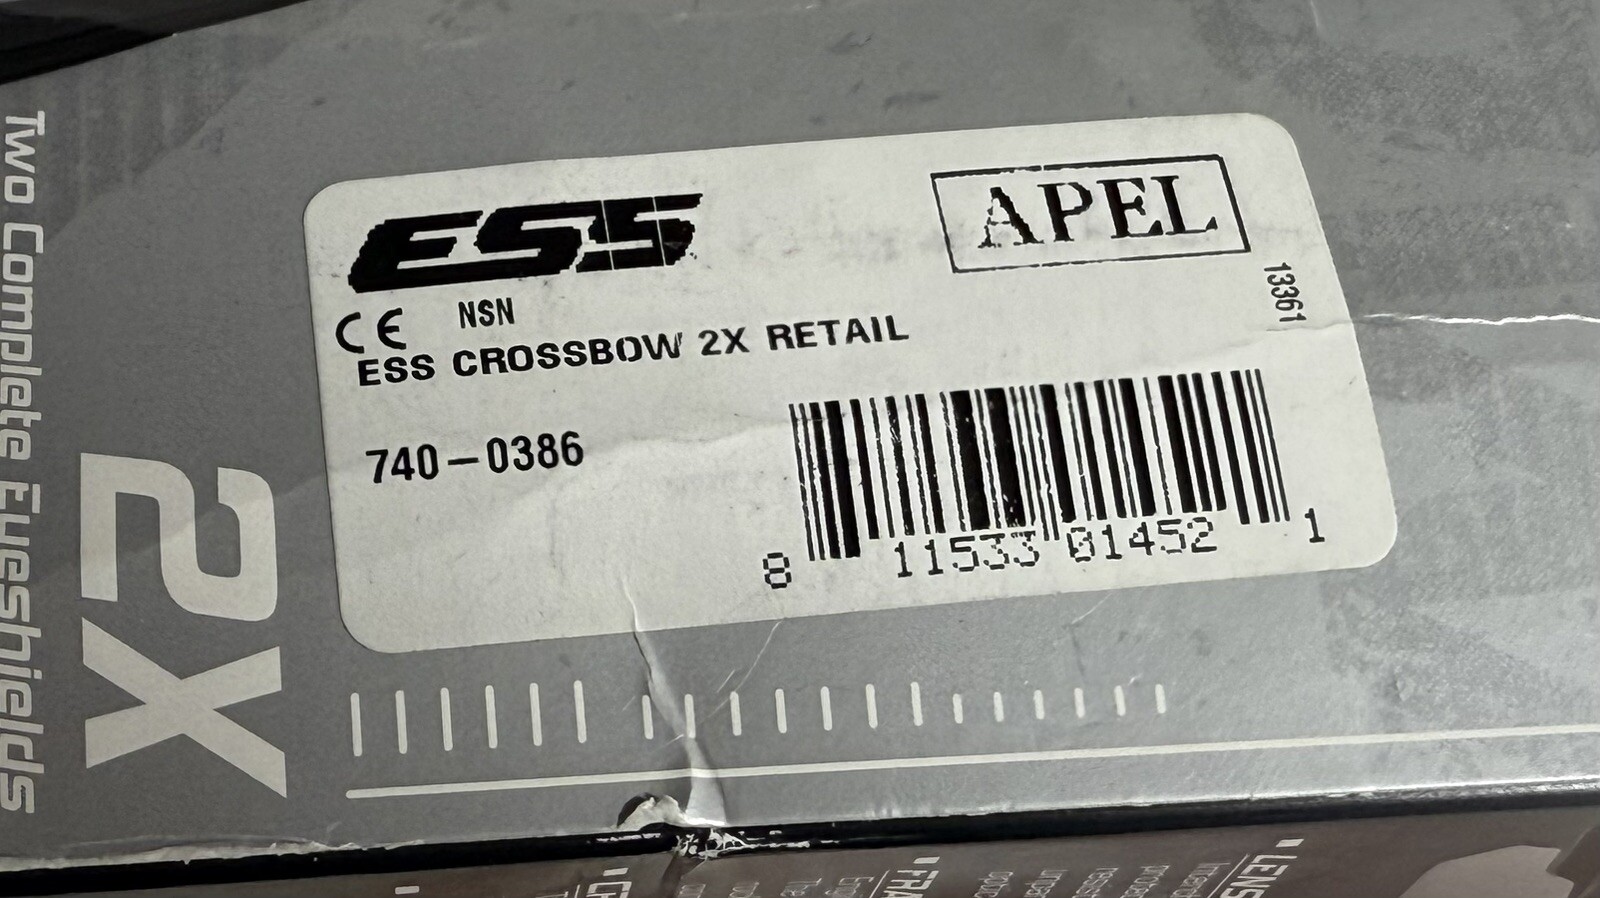 Two Complete Eyeshields
2X
ESS
APEL
CE NSN
13361
ESS CROSSBOW 2X RETAIL
740-0386
8 11533 01452 1